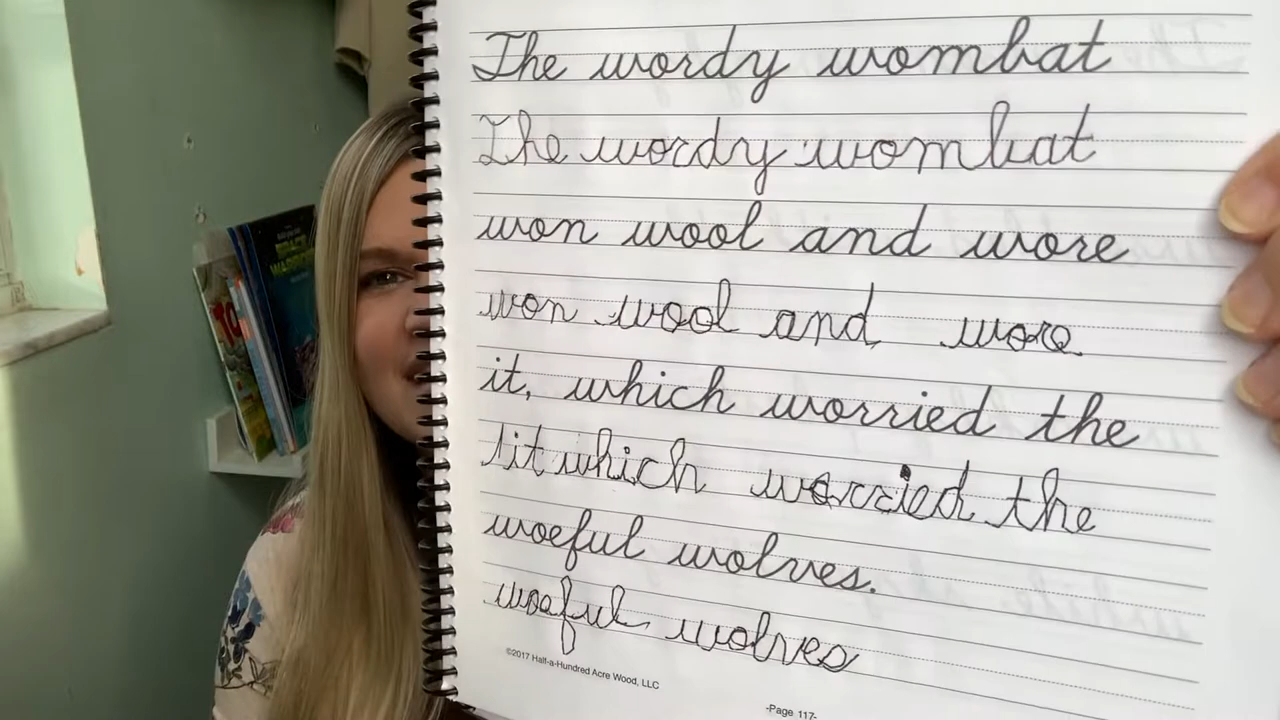 The wordy wombat
The wordy wombat
won wool and wore
won wool and wore
it, which worried the
it which worried the
woeful wolves.
woeful wolves
©2017 Half-a-Hundred Acre Wood, LLC
-Page 117-